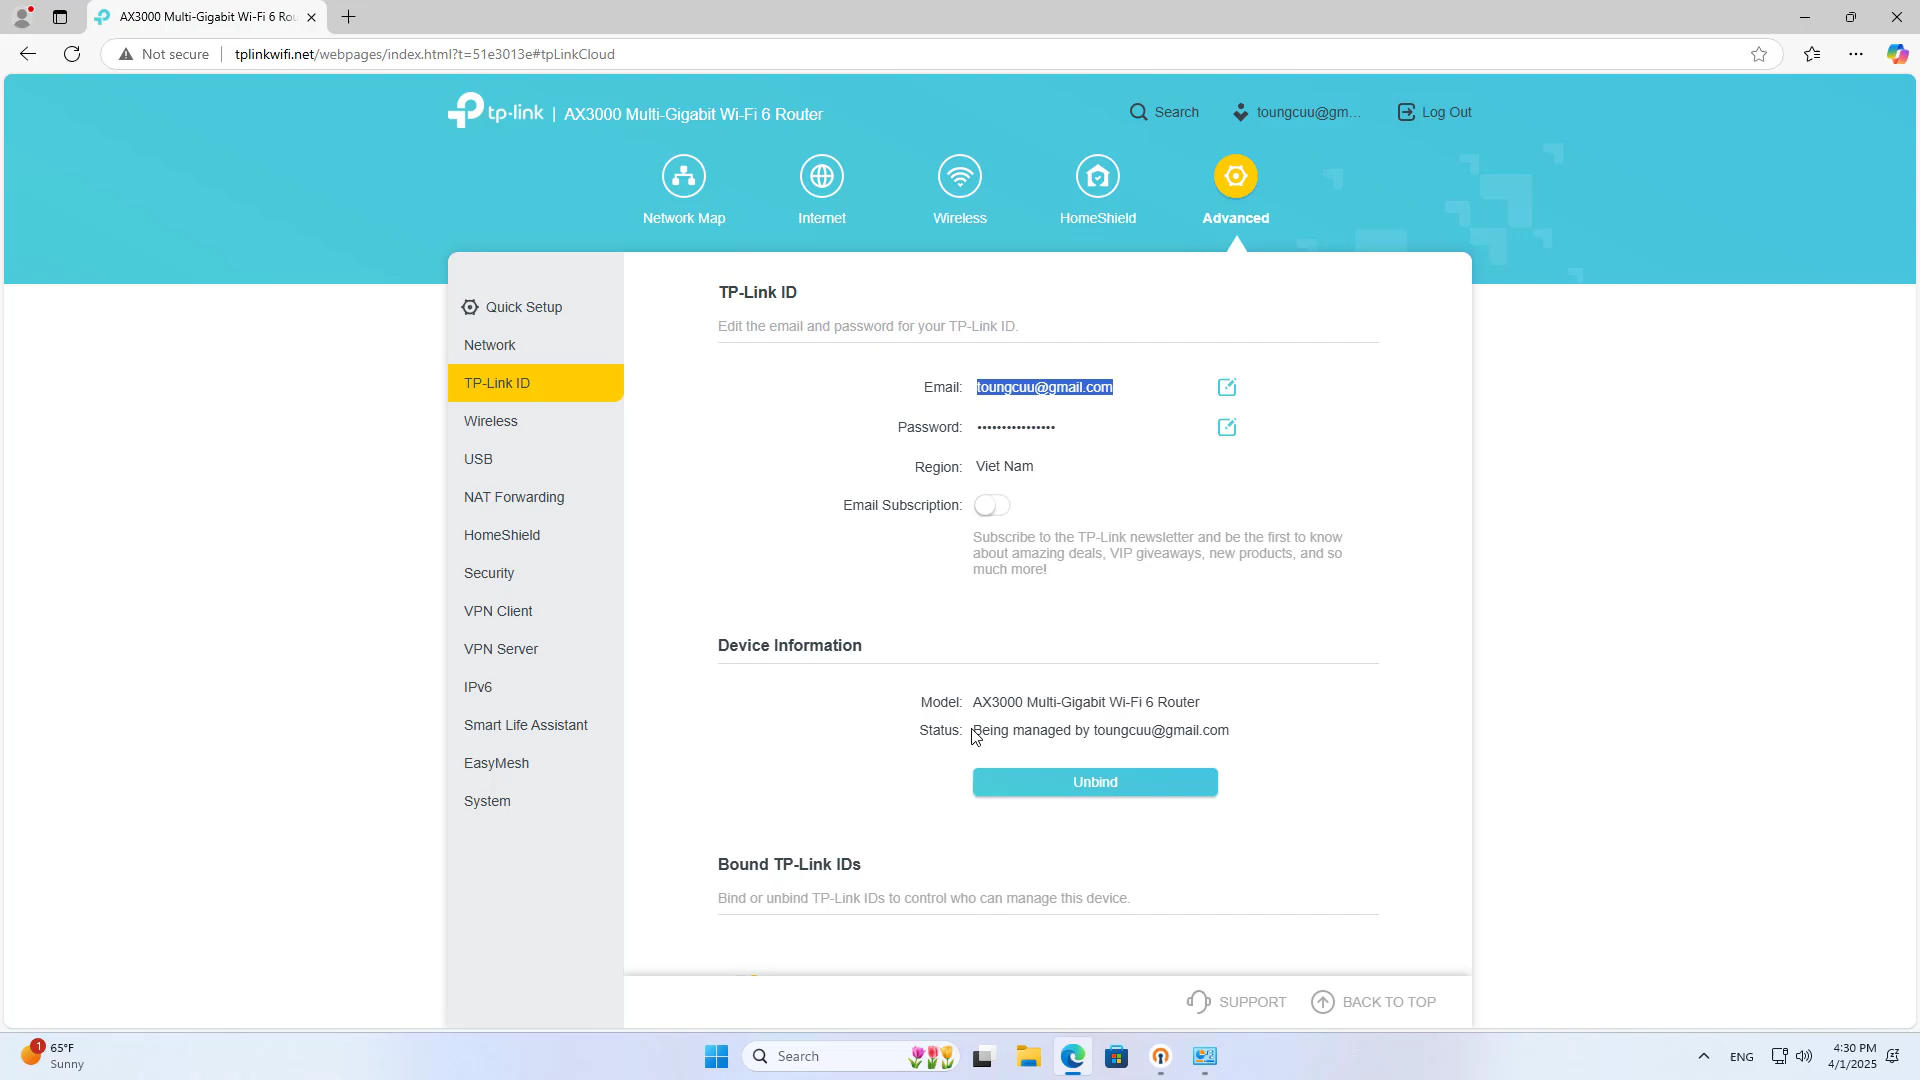 AX3000 Multi-Gigabit Wi-Fi 6 Rou
Not secure
tplinkwifi.net/webpages/index.html?t=51e3013e#tpLinkCloud
tp-link | AX3000 Multi-Gigabit Wi-Fi 6 Router
Search
toungcuu@gm...
Log Out
Network Map
Internet
Wireless
HomeShield
Advanced
Quick Setup
Network
TP-Link ID
Wireless
USB
NAT Forwarding
HomeShield
Security
VPN Client
VPN Server
IPv6
Smart Life Assistant
EasyMesh
System
TP-Link ID
Edit the email and password for your TP-Link ID.
Email: toungcuu@gmail.com
Password: ••••••••••••••••
Region: Viet Nam
Email Subscription:
Subscribe to the TP-Link newsletter and be the first to know
about amazing deals, VIP giveaways, new products, and so
much more!
Device Information
Model: AX3000 Multi-Gigabit Wi-Fi 6 Router
Status: Being managed by toungcuu@gmail.com
Unbind
Bound TP-Link IDs
Bind or unbind TP-Link IDs to control who can manage this device.
SUPPORT
BACK TO TOP
1
65°F
Sunny
Search
ENG
4:30 PM
4/1/2025